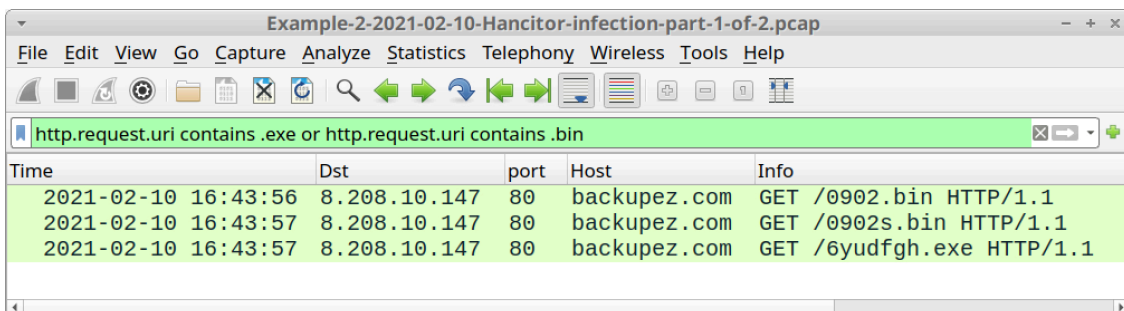 Example-2-2021-02-10-Hancitor-infection-part-1-of-2.pcap
File Edit View Go Capture Analyze Statistics Telephony Wireless Tools Help
http.request.uri contains .exe or http.request.uri contains .bin
Time Dst port Host Info
2021-02-10 16:43:56 8.208.10.147 80 backupez.com GET /0902.bin HTTP/1.1
2021-02-10 16:43:57 8.208.10.147 80 backupez.com GET /0902s.bin HTTP/1.1
2021-02-10 16:43:57 8.208.10.147 80 backupez.com GET /6yudfgh.exe HTTP/1.1